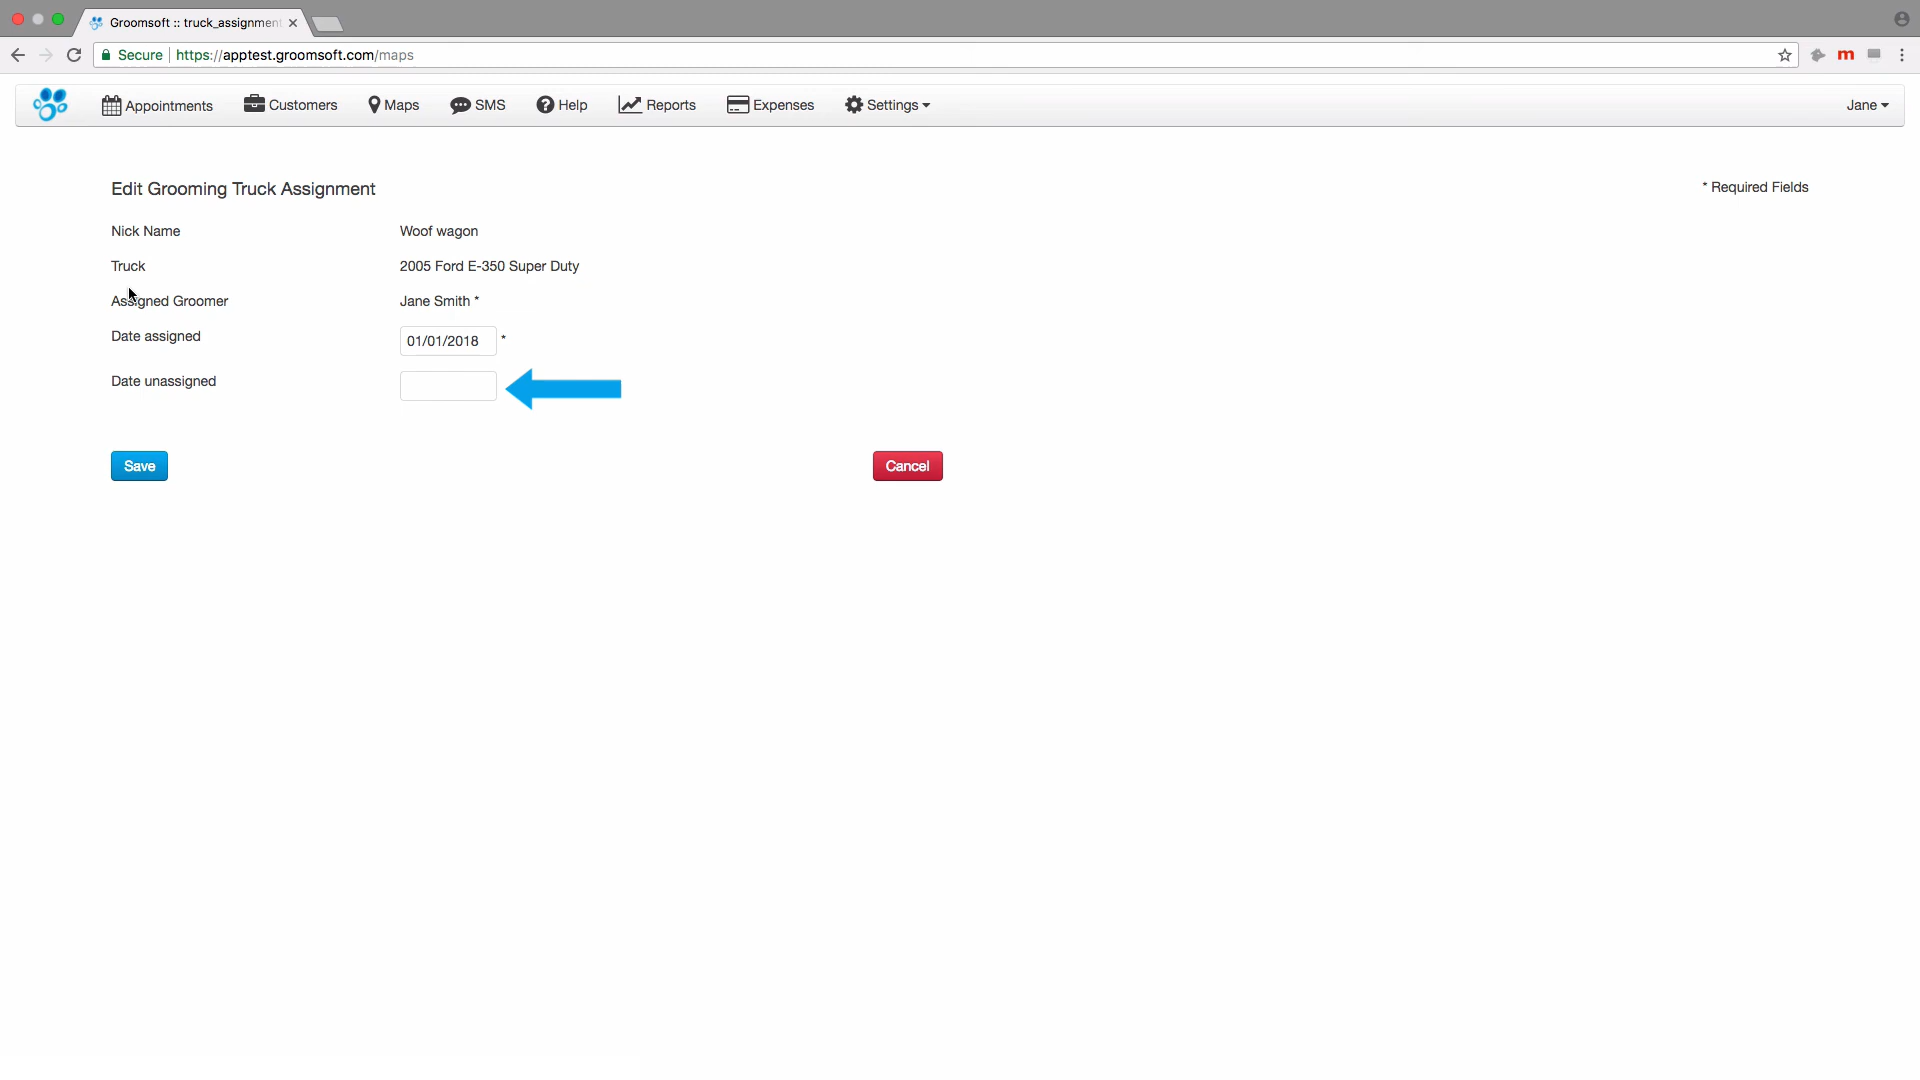 Groomsoft :: truck_assignment
Secure https://apptest.groomsoft.com/maps
m
Appointments Customers Maps SMS Help Reports Expenses Settings Jane
Edit Grooming Truck Assignment * Required Fields
Nick Name Woof wagon
Truck 2005 Ford E-350 Super Duty
Assigned Groomer Jane Smith *
Date assigned 01/01/2018 *
Date unassigned
Save Cancel